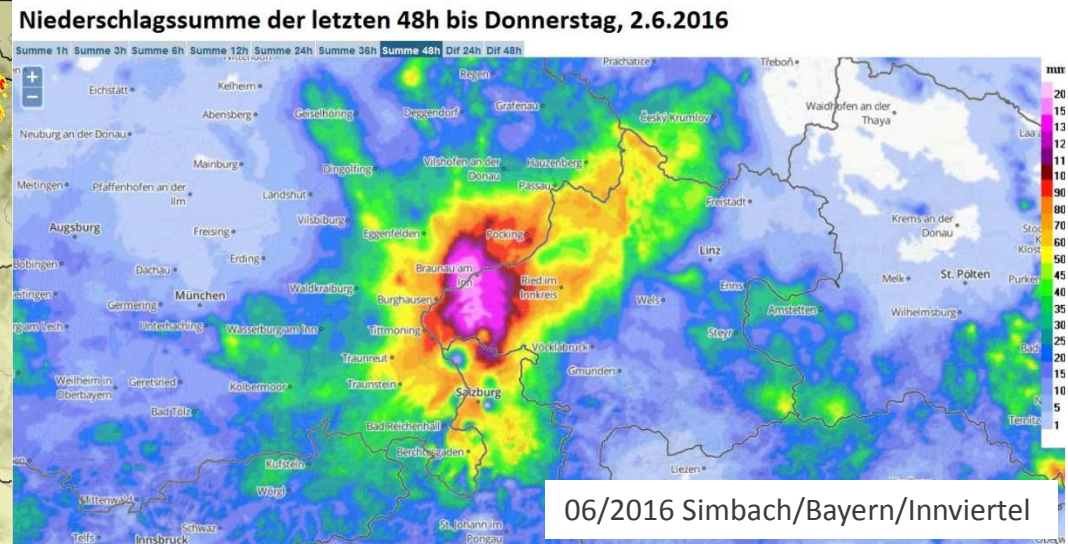 Niederschlagssumme der letzten 48h bis Donnerstag, 2.6.2016
Summe 1h Summe 3h Summe 6h Summe 12h Summe 24h Summe 36h Summe 48h Dif 24h Dif 48h
+
−
mm
Regen
Prachatice
Třeboň
Eichstätt
Kelheim
Abensberg
Geiselhöring
Deggendorf
Grafenau
Český Krumlov
Waidhofen an der
Thaya
Neuburg an der Donau
Mainburg
Dingolfing
Vilshofen an der
Donau
Hauzenberg
Meitingen
Pfaffenhofen an der
Ilm
Landshut
Passau
Freistadt
Augsburg
Freising
Vilsbiburg
Eggenfelden
Pocking
Krems an der
Donau
Linz
Bobingen
Dachau
Erding
Braunau am
Inn
Ried im
Innkreis
Enns
Melk
St. Pölten
München
Germering
Waldkraiburg
Burghausen
Wels
Amstetten
Wilhelmsburg
Unterhaching
Wasserburg am Inn
Tittmoning
Steyr
Vöcklabruck
Traunreut
Gmunden
Weilheim in
Oberbayern
Geretsried
Kolbermoor
Traunstein
Salzburg
Bad Tölz
Bad Reichenhall
Berchtesgaden
Kufstein
Liezen
Wörgl
Mittenwald
Schwaz
Telfs
Innsbruck
St. Johann im
Pongau
90
80
70
60
50
45
40
35
30
25
20
15
10
5
1
06/2016 Simbach/Bayern/Innviertel